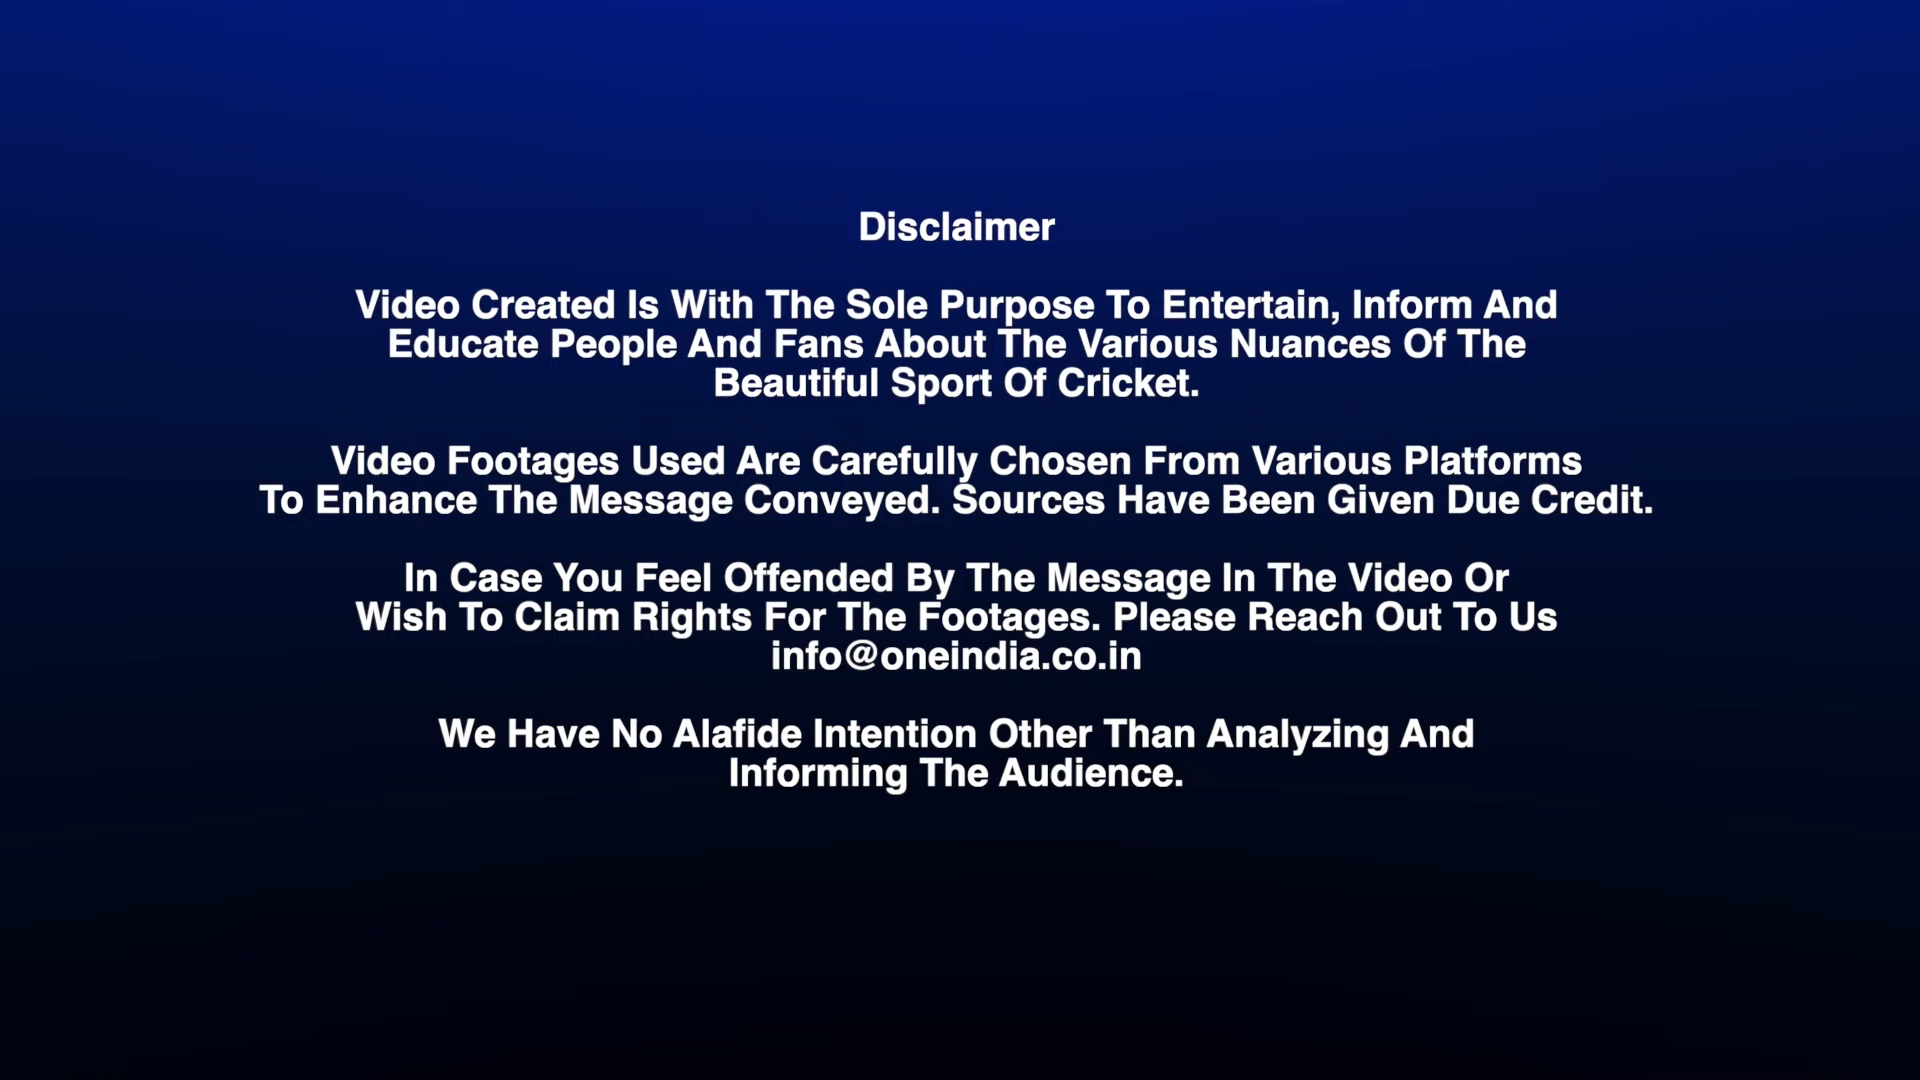 Disclaimer
Video Created Is With The Sole Purpose To Entertain, Inform And
Educate People And Fans About The Various Nuances Of The
Beautiful Sport Of Cricket.
Video Footages Used Are Carefully Chosen From Various Platforms
To Enhance The Message Conveyed. Sources Have Been Given Due Credit.
In Case You Feel Offended By The Message In The Video Or
Wish To Claim Rights For The Footages. Please Reach Out To Us
info@oneindia.co.in
We Have No Alafide Intention Other Than Analyzing And
Informing The Audience.